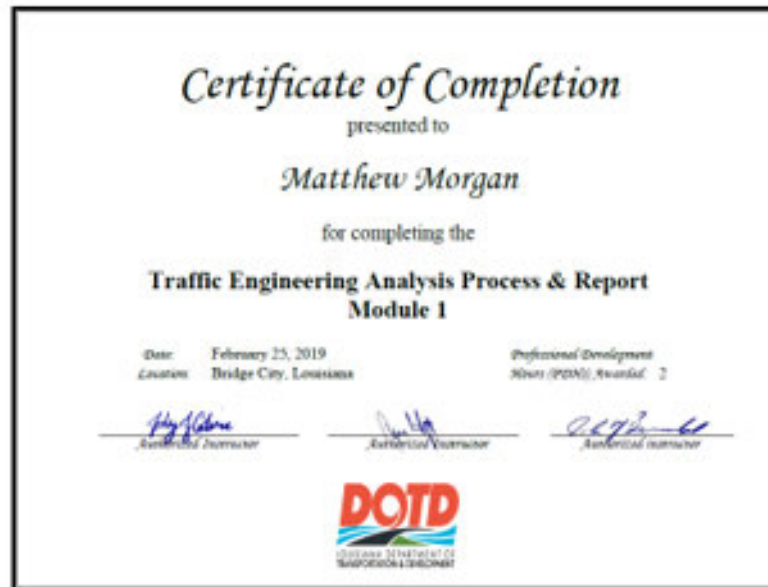 Certificate of Completion
presented to
Matthew Morgan
for completing the
Traffic Engineering Analysis Process & Report
Module 1
Date: February 25, 2019
Location: Bridge City, Louisiana
Professional Development
Hours (PDH) Awarded: 2
Authorized Instructor
Authorized Instructor
Authorized Instructor
DOTD
LOUISIANA DEPARTMENT OF
TRANSPORTATION & DEVELOPMENT